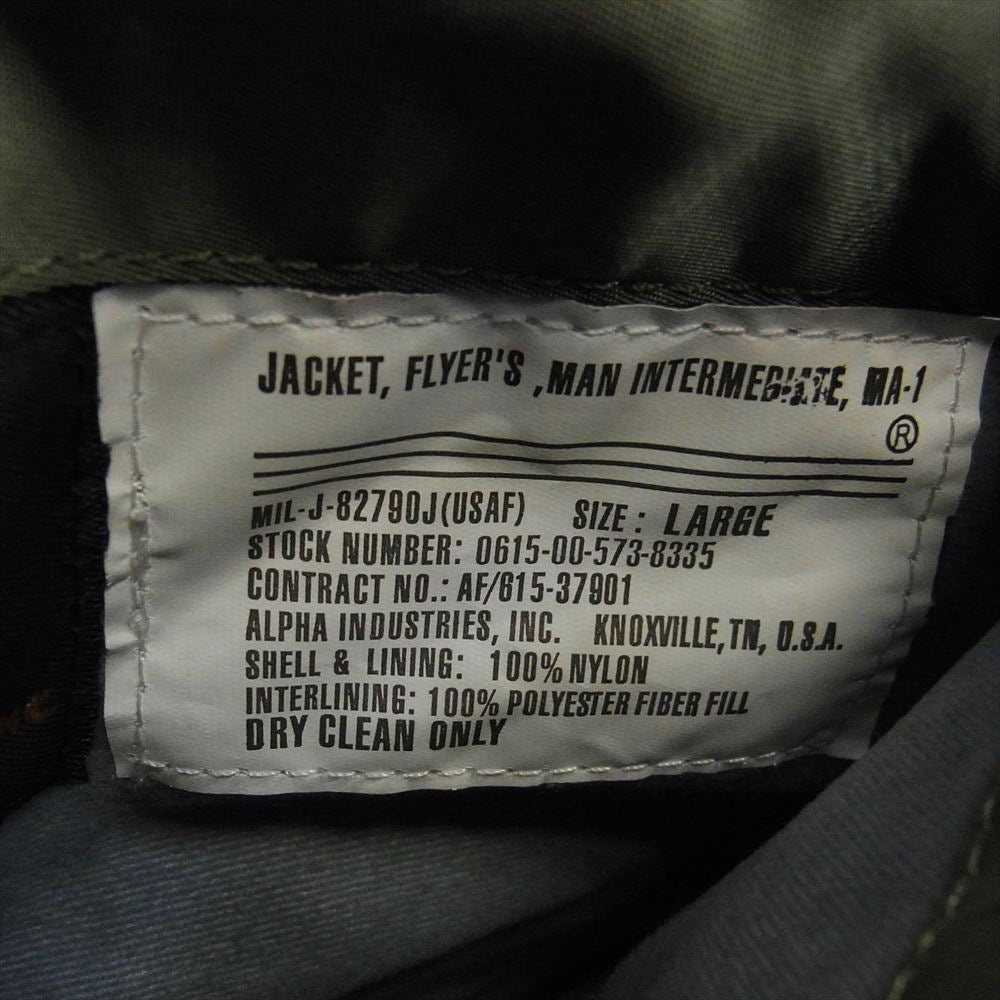 JACKET, FLYER'S ,MAN INTERMEDIATE, MA-1
®
MIL-J-82790J(USAF) SIZE: LARGE
STOCK NUMBER: 0615-00-573-8335
CONTRACT NO.: AF/615-37901
ALPHA INDUSTRIES, INC. KNOXVILLE,TN, U.S.A.
SHELL & LINING: 100% NYLON
INTERLINING: 100% POLYESTER FIBER FILL
DRY CLEAN ONLY